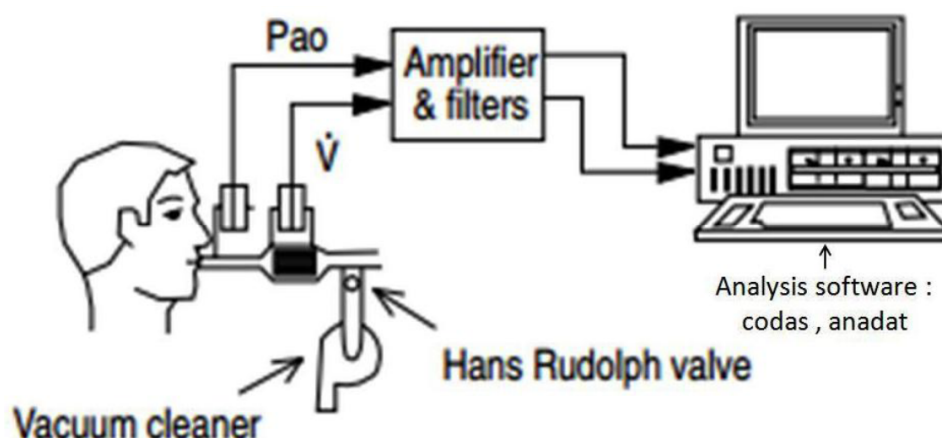 Pao
Amplifier
& filters
V̇
Analysis software :
codas , anadat
Hans Rudolph valve
Vacuum cleaner